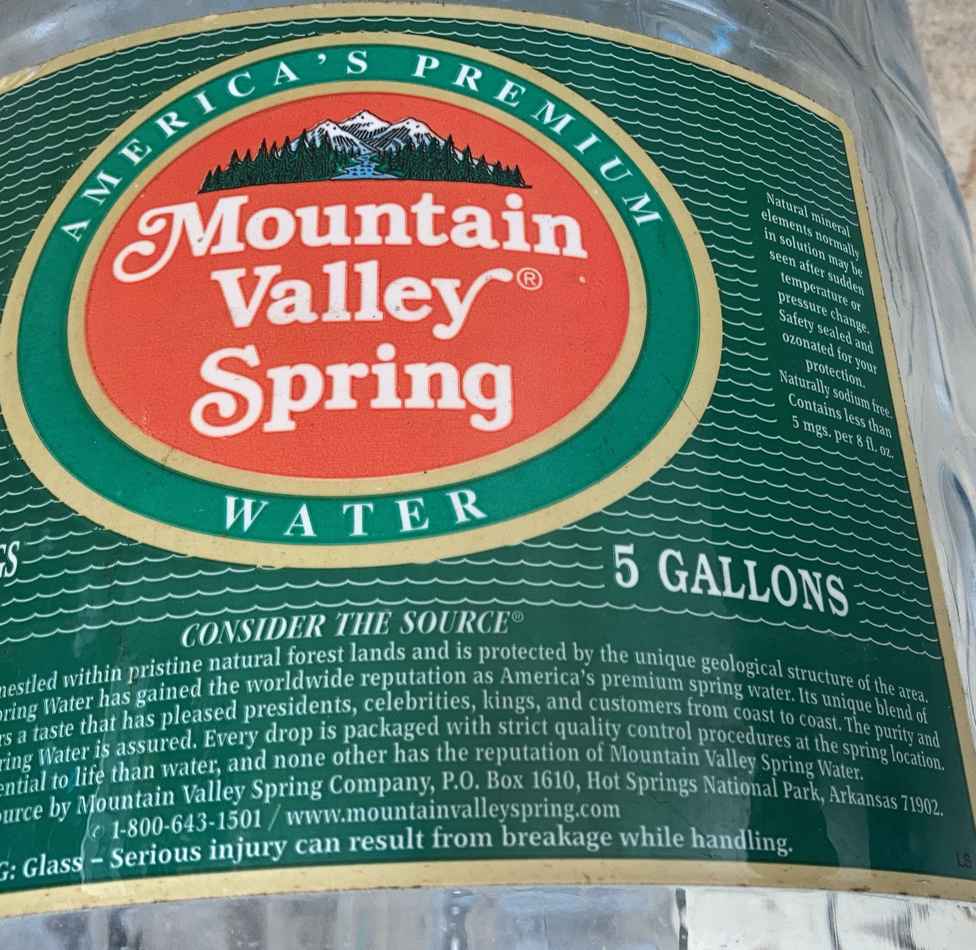 AMERICA'S PREMIUM
Mountain
Valley®
Spring
WATER
Natural mineral
elements normally
in solution may be
seen after sudden
temperature or
pressure change.
Safety sealed and
ozonated for your
protection.
Naturally sodium free.
Contains less than
5 mgs. per 8 fl. oz.
GS
5 GALLONS
CONSIDER THE SOURCE®
nestled within pristine natural forest lands and is protected by the unique geological structure of the area.
ring Water has gained the worldwide reputation as America's premium spring water. Its unique blend of
rs a taste that has pleased presidents, celebrities, kings, and customers from coast to coast. The purity and
ring Water is assured. Every drop is packaged with strict quality control procedures at the spring location.
ential to life than water, and none other has the reputation of Mountain Valley Spring Water.
ource by Mountain Valley Spring Company, P.O. Box 1610, Hot Springs National Park, Arkansas 71902.
✆ 1-800-643-1501 / www.mountainvalleyspring.com
G: Glass – Serious injury can result from breakage while handling.
LS